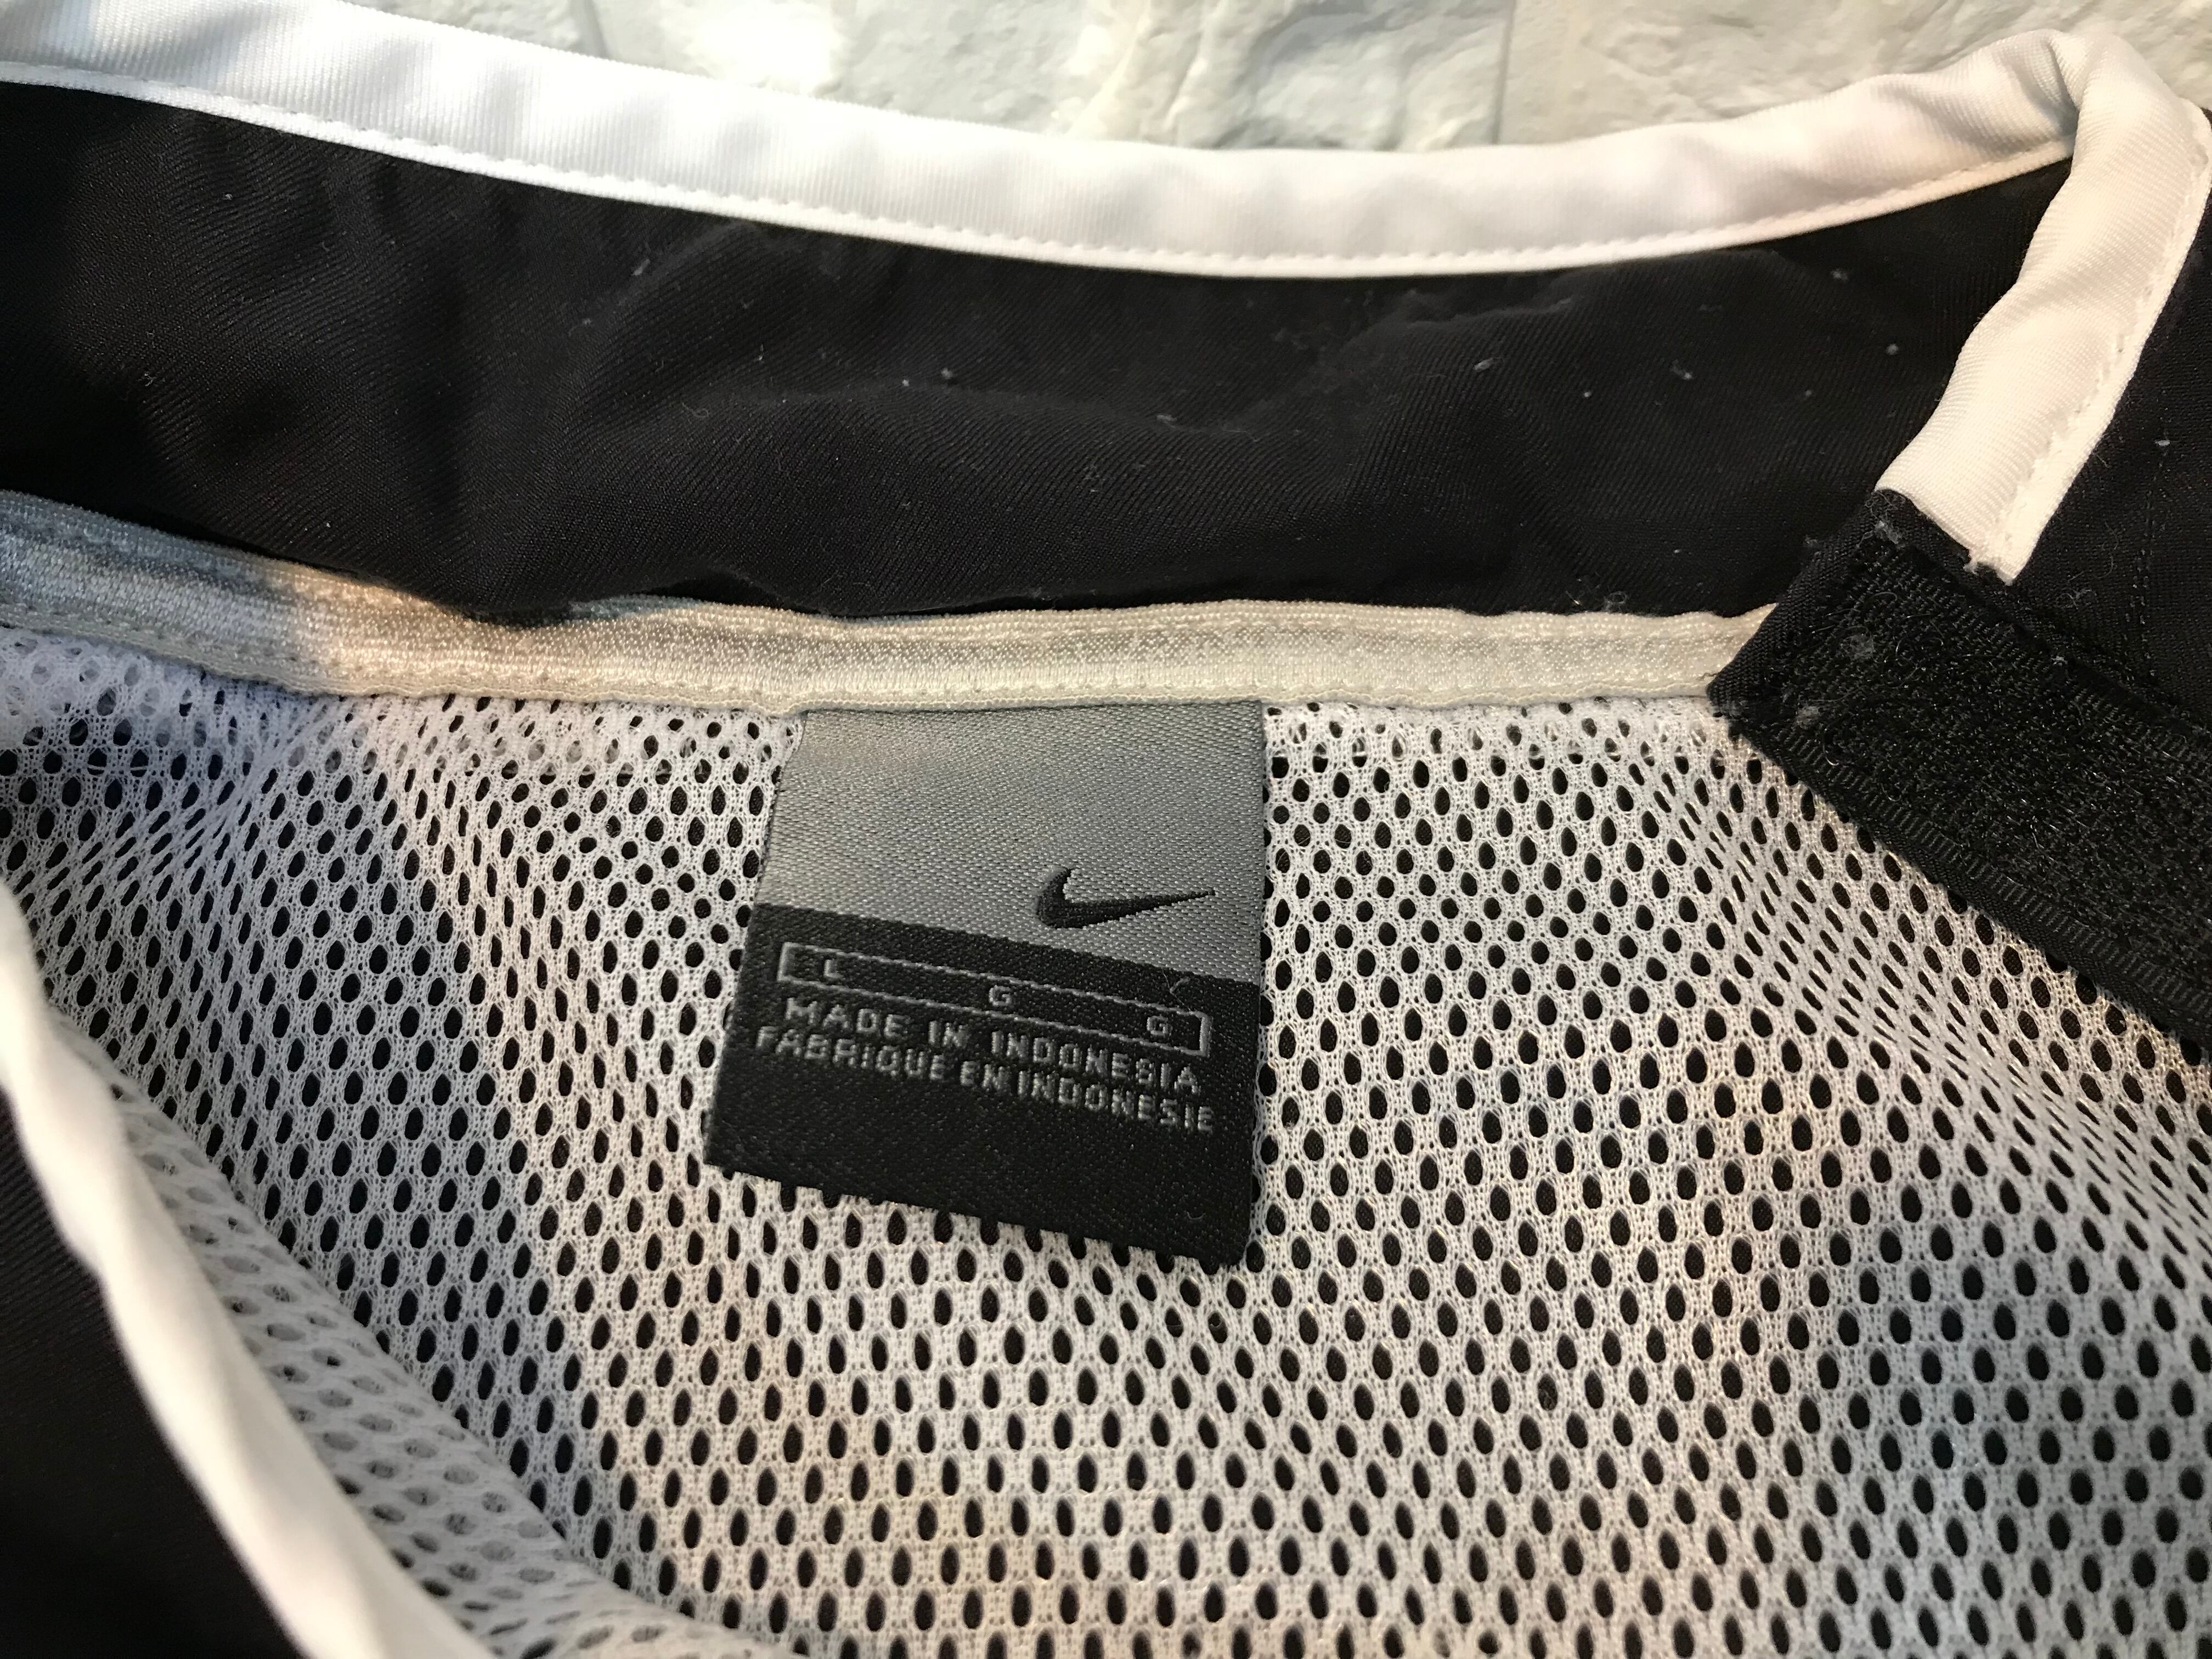 L G G
MADE IN INDONESIA
FABRIQUE EN INDONESIE